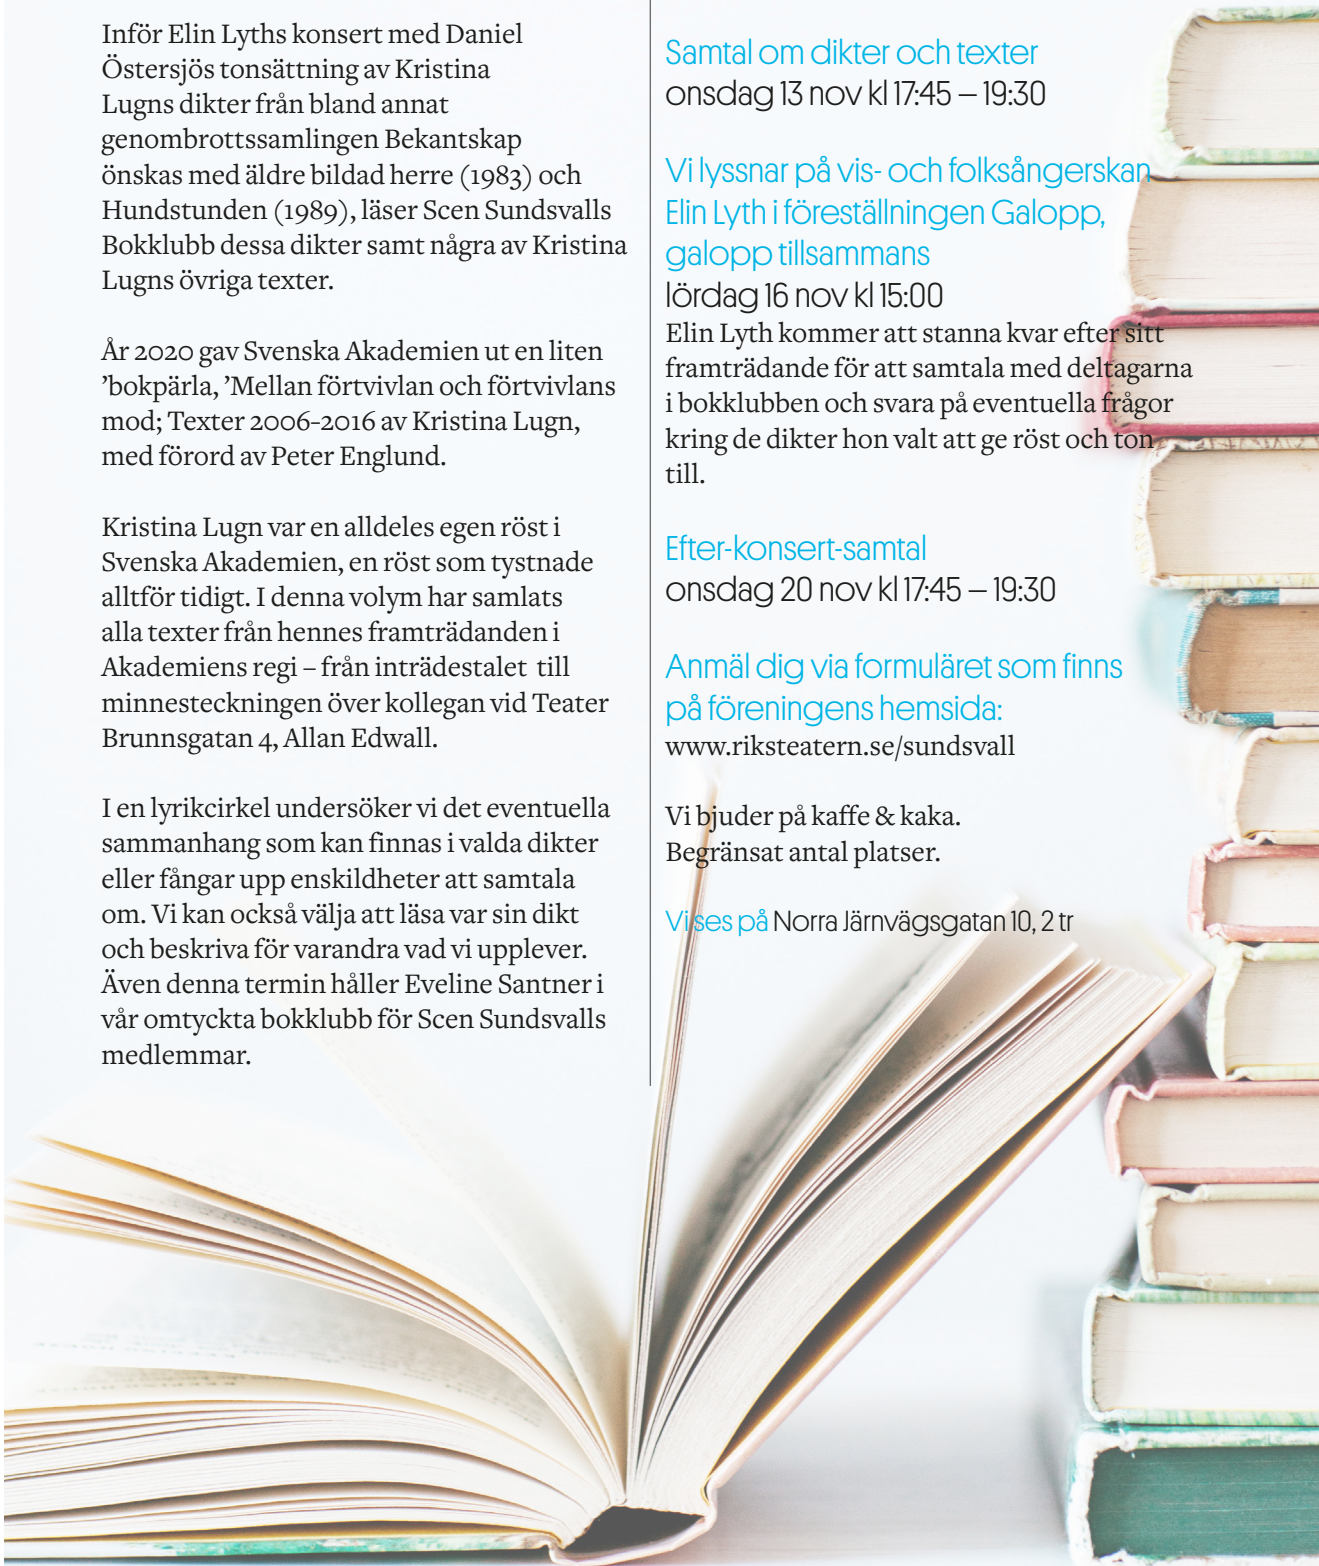 Inför Elin Lyths konsert med Daniel
Östersjös tonsättning av Kristina
Lugns dikter från bland annat
genombrottssamlingen Bekantskap
önskas med äldre bildad herre (1983) och
Hundstunden (1989), läser Scen Sundsvalls
Bokklubb dessa dikter samt några av Kristina
Lugns övriga texter.
År 2020 gav Svenska Akademien ut en liten
’bokpärla, ’Mellan förtvivlan och förtvivlans
mod; Texter 2006-2016 av Kristina Lugn,
med förord av Peter Englund.
Kristina Lugn var en alldeles egen röst i
Svenska Akademien, en röst som tystnade
alltför tidigt. I denna volym har samlats
alla texter från hennes framträdanden i
Akademiens regi – från inträdestalet till
minnesteckningen över kollegan vid Teater
Brunnsgatan 4, Allan Edwall.
I en lyrikcirkel undersöker vi det eventuella
sammanhang som kan finnas i valda dikter
eller fångar upp enskildheter att samtala
om. Vi kan också välja att läsa var sin dikt
och beskriva för varandra vad vi upplever.
Även denna termin håller Eveline Santner i
vår omtyckta bokklubb för Scen Sundsvalls
medlemmar.
Samtal om dikter och texter
onsdag 13 nov kl 17:45 – 19:30
Vi lyssnar på vis- och folksångerskan
Elin Lyth i föreställningen Galopp,
galopp tillsammans
lördag 16 nov kl 15:00
Elin Lyth kommer att stanna kvar efter sitt
framträdande för att samtala med deltagarna
i bokklubben och svara på eventuella frågor
kring de dikter hon valt att ge röst och ton
till.
Efter-konsert-samtal
onsdag 20 nov kl 17:45 – 19:30
Anmäl dig via formuläret som finns
på föreningens hemsida:
www.riksteatern.se/sundsvall
Vi bjuder på kaffe & kaka.
Begränsat antal platser.
Vi ses på Norra Järnvägsgatan 10, 2 tr